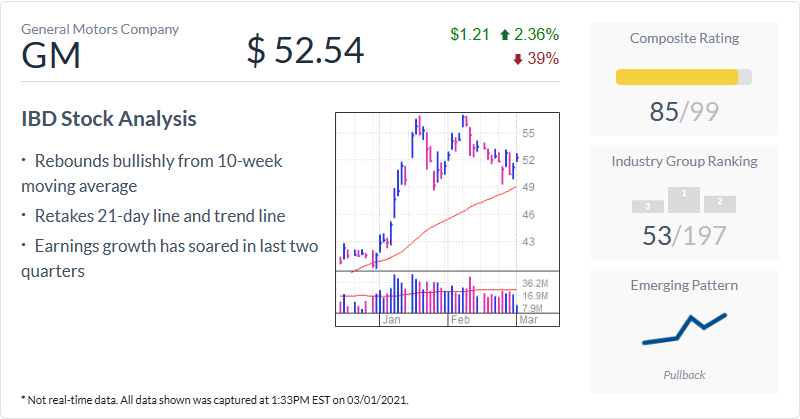 General Motors Company
GM
$ 52.54
$1.21 2.36%
39%
IBD Stock Analysis
• Rebounds bullishly from 10-week
moving average
• Retakes 21-day line and trend line
• Earnings growth has soared in last two
quarters
55
52
49
46
43
36.2M
16.9M
7.9M
Jan Feb Mar
Composite Rating
85/99
Industry Group Ranking
3 1 2
53/197
Emerging Pattern
Pullback
* Not real-time data. All data shown was captured at 1:33PM EST on 03/01/2021.